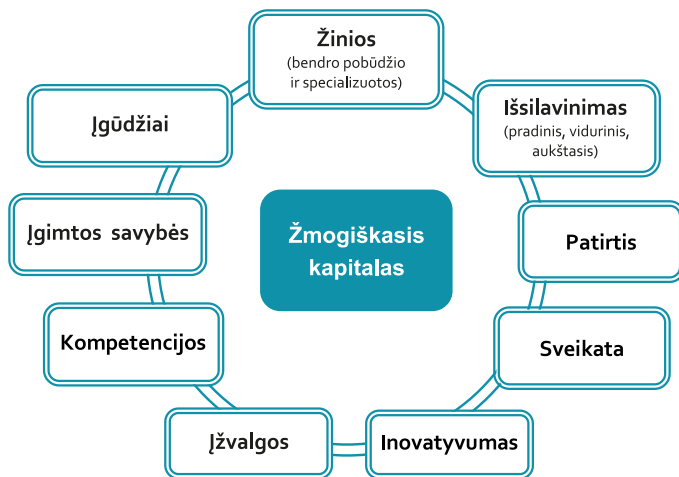 Žinios
(bendro pobūdžio
ir specializuotos)
Išsilavinimas
(pradinis, vidurinis,
aukštasis)
Patirtis
Sveikata
Inovatyvumas
Įžvalgos
Kompetencijos
Įgimtos savybės
Įgūdžiai
Žmogiškasis
kapitalas